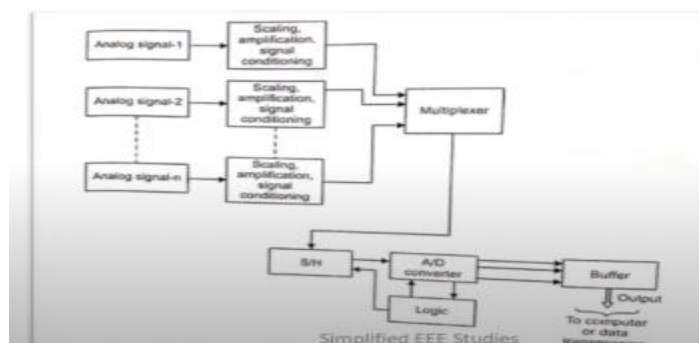 Analog signal-1
Scaling,
amplification,
signal
conditioning
Analog signal-2
Scaling,
amplification,
signal
conditioning
Multiplexer
Analog signal-n
Scaling,
amplification,
signal
conditioning
S/H
A/D
converter
Buffer
Logic
Output
To computer
or data
Simplified EEE Studies